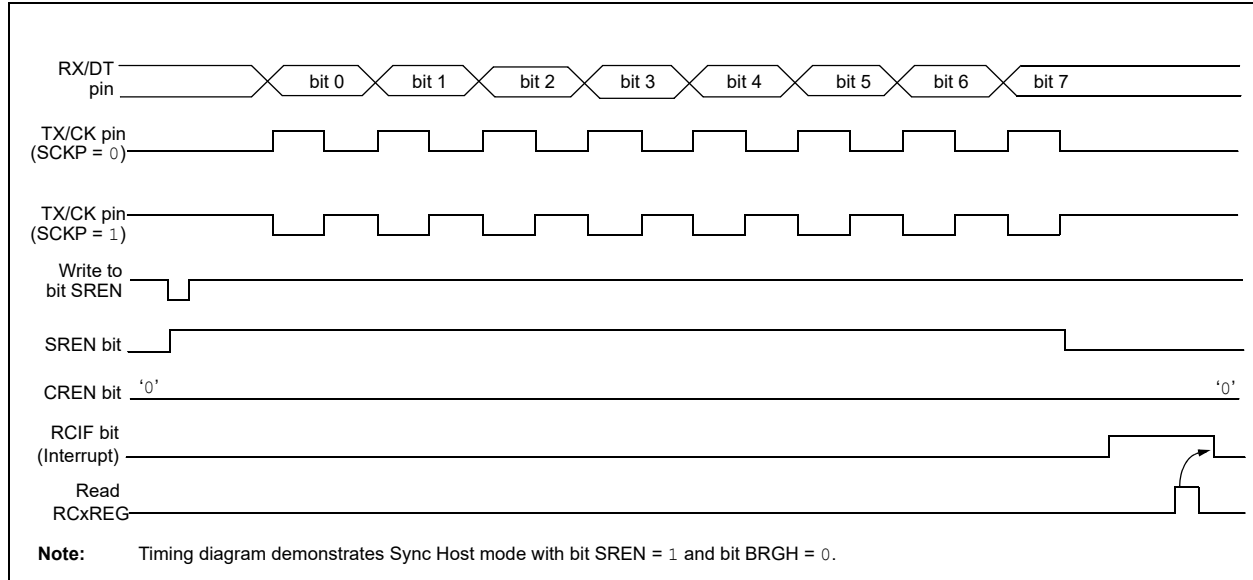 RX/DT
pin
bit 0 bit 1 bit 2 bit 3 bit 4 bit 5 bit 6 bit 7
TX/CK pin
(SCKP = 0)
TX/CK pin
(SCKP = 1)
Write to
bit SREN
SREN bit
CREN bit ‘0’ ‘0’
RCIF bit
(Interrupt)
Read
RCxREG
Note: Timing diagram demonstrates Sync Host mode with bit SREN = 1 and bit BRGH = 0.